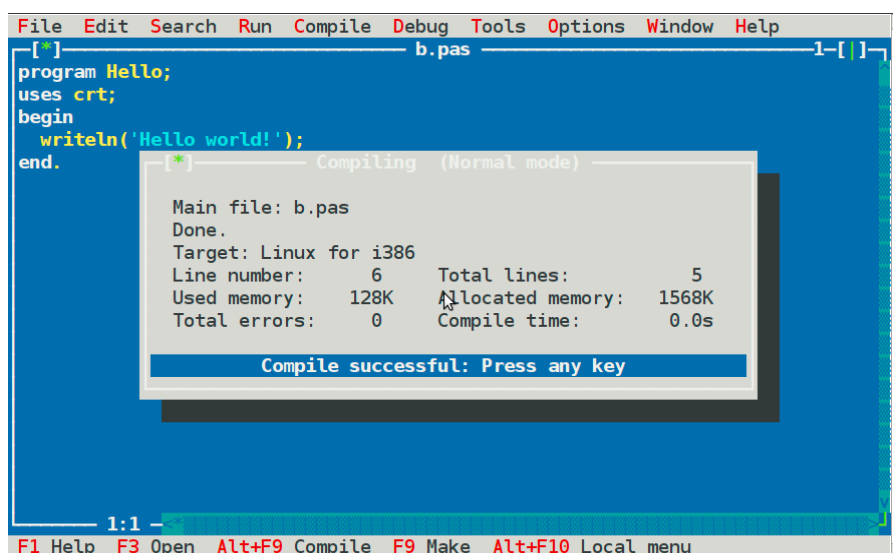 File Edit Search Run Compile Debug Tools Options Window Help
[*] b.pas 1-[|]
program Hello;
uses crt;
begin
writeln('Hello world!');
end.
[*] Compiling (Normal mode)
Main file: b.pas
Done.
Target: Linux for i386
Line number: 6 Total lines: 5
Used memory: 128K Allocated memory: 1568K
Total errors: 0 Compile time: 0.0s
Compile successful: Press any key
1:1
F1 Help F3 Open Alt+F9 Compile F9 Make Alt+F10 Local menu